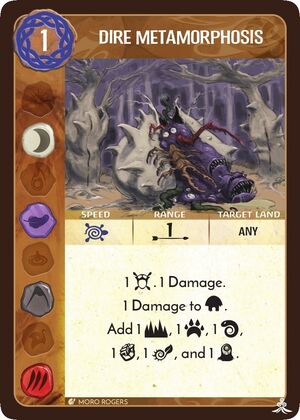 1
DIRE METAMORPHOSIS
SPEED RANGE TARGET LAND
1 ANY
1 . 1 Damage.
1 Damage to
Add 1 , 1 , 1 ,
1 , 1 , and 1 .
MORO ROGERS